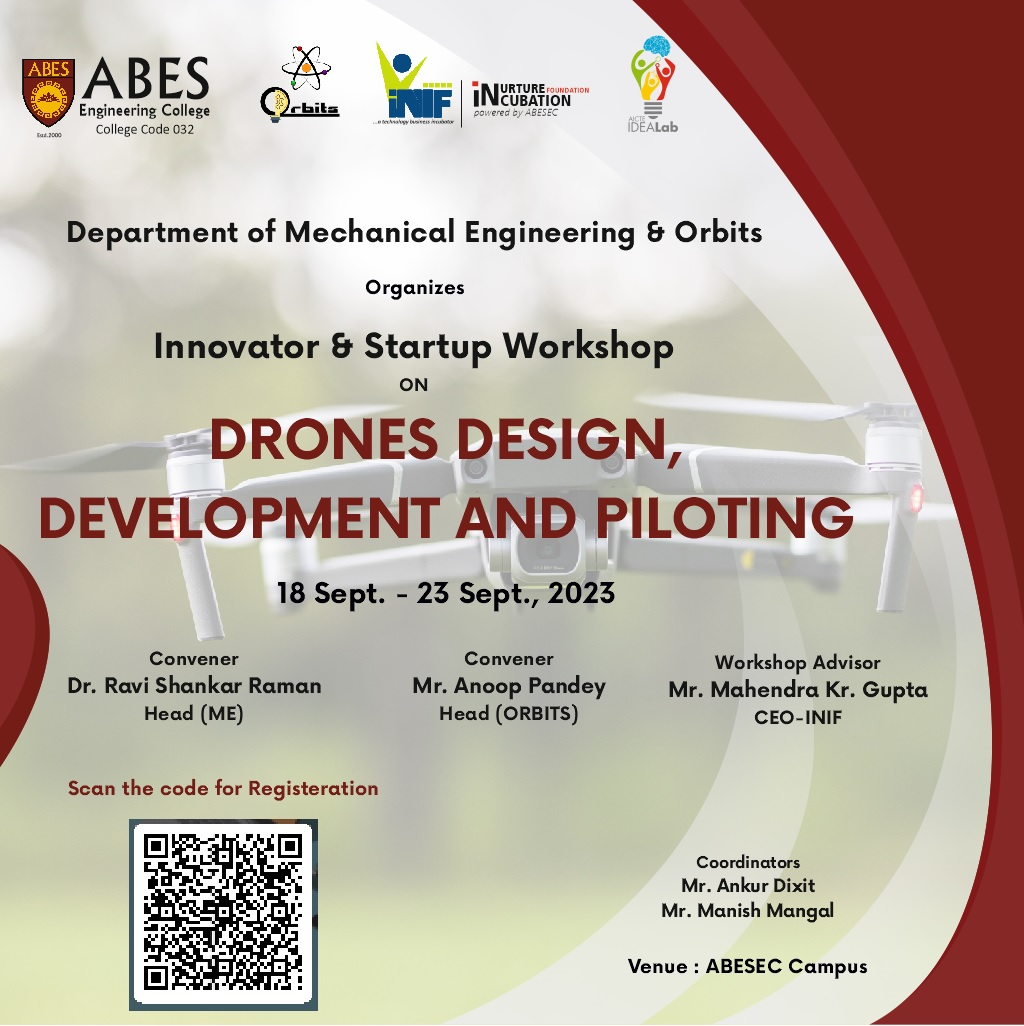 ABES
ABES
Engineering College
College Code 032
Esstd.2000
Orbits
iNIF
...a technology business incubator
iNURTURE FOUNDATION
iNCUBATION
powered by ABESEC
AICTE
IDEALab
Department of Mechanical Engineering & Orbits
Organizes
Innovator & Startup Workshop
ON
DRONES DESIGN,
DEVELOPMENT AND PILOTING
18 Sept. - 23 Sept., 2023
Convener
Dr. Ravi Shankar Raman
Head (ME)
Convener
Mr. Anoop Pandey
Head (ORBITS)
Workshop Advisor
Mr. Mahendra Kr. Gupta
CEO-INIF
Scan the code for Registeration
Coordinators
Mr. Ankur Dixit
Mr. Manish Mangal
Venue : ABESEC Campus